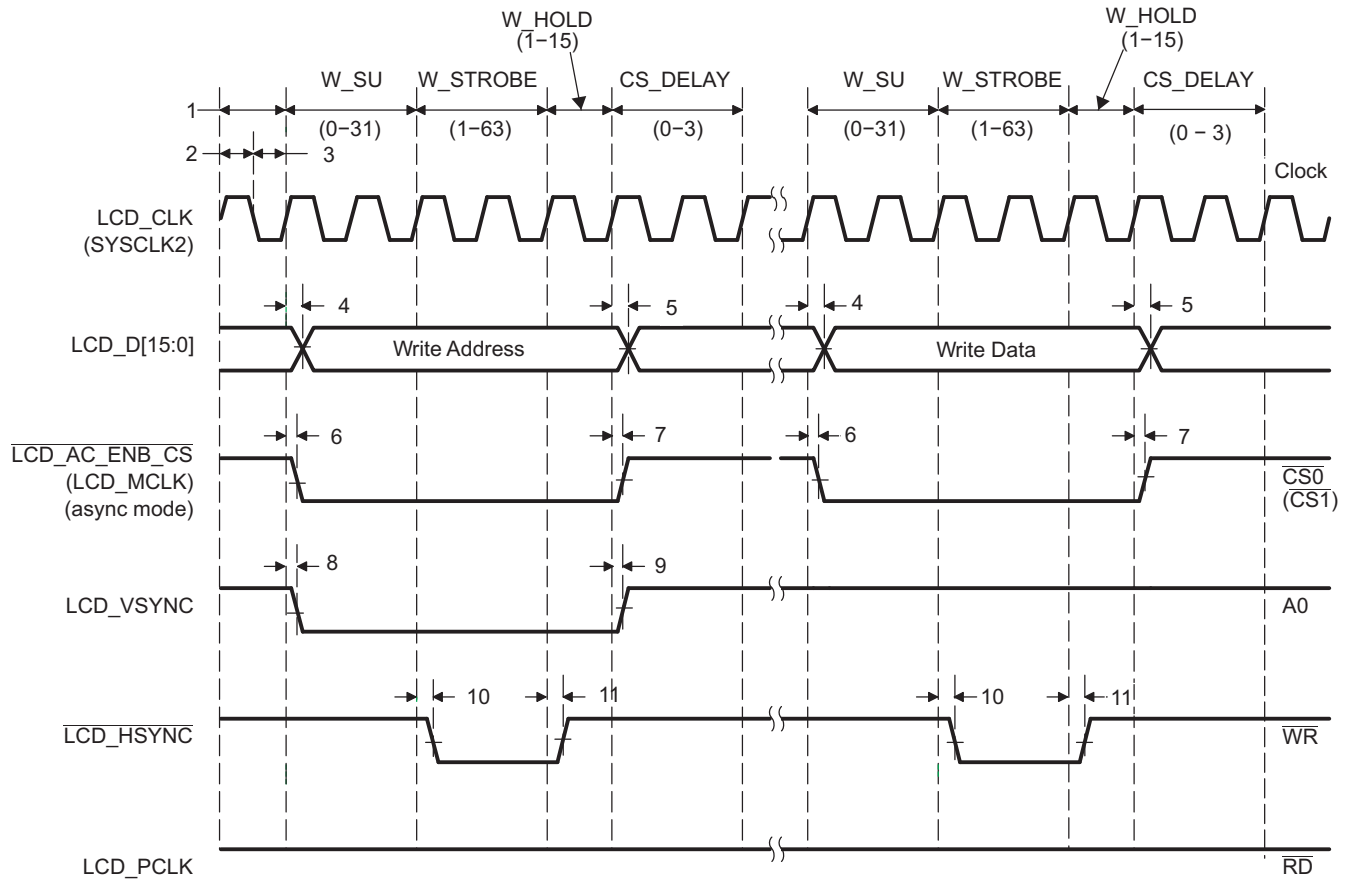 W_HOLD
(1−15)
W_HOLD
(1−15)
W_SU
W_STROBE
CS_DELAY
W_SU
W_STROBE
CS_DELAY
1
(0−31)
(1−63)
(0−3)
(0−31)
(1−63)
(0 − 3)
2
3
Clock
LCD_CLK
(SYSCLK2)
4
5
4
5
LCD_D[15:0]
Write Address
Write Data
6
7
6
7
LCD_AC_ENB_CS
(LCD_MCLK)
(async mode)
CS0
(CS1)
8
9
LCD_VSYNC
A0
10
11
10
11
LCD_HSYNC
WR
LCD_PCLK
RD